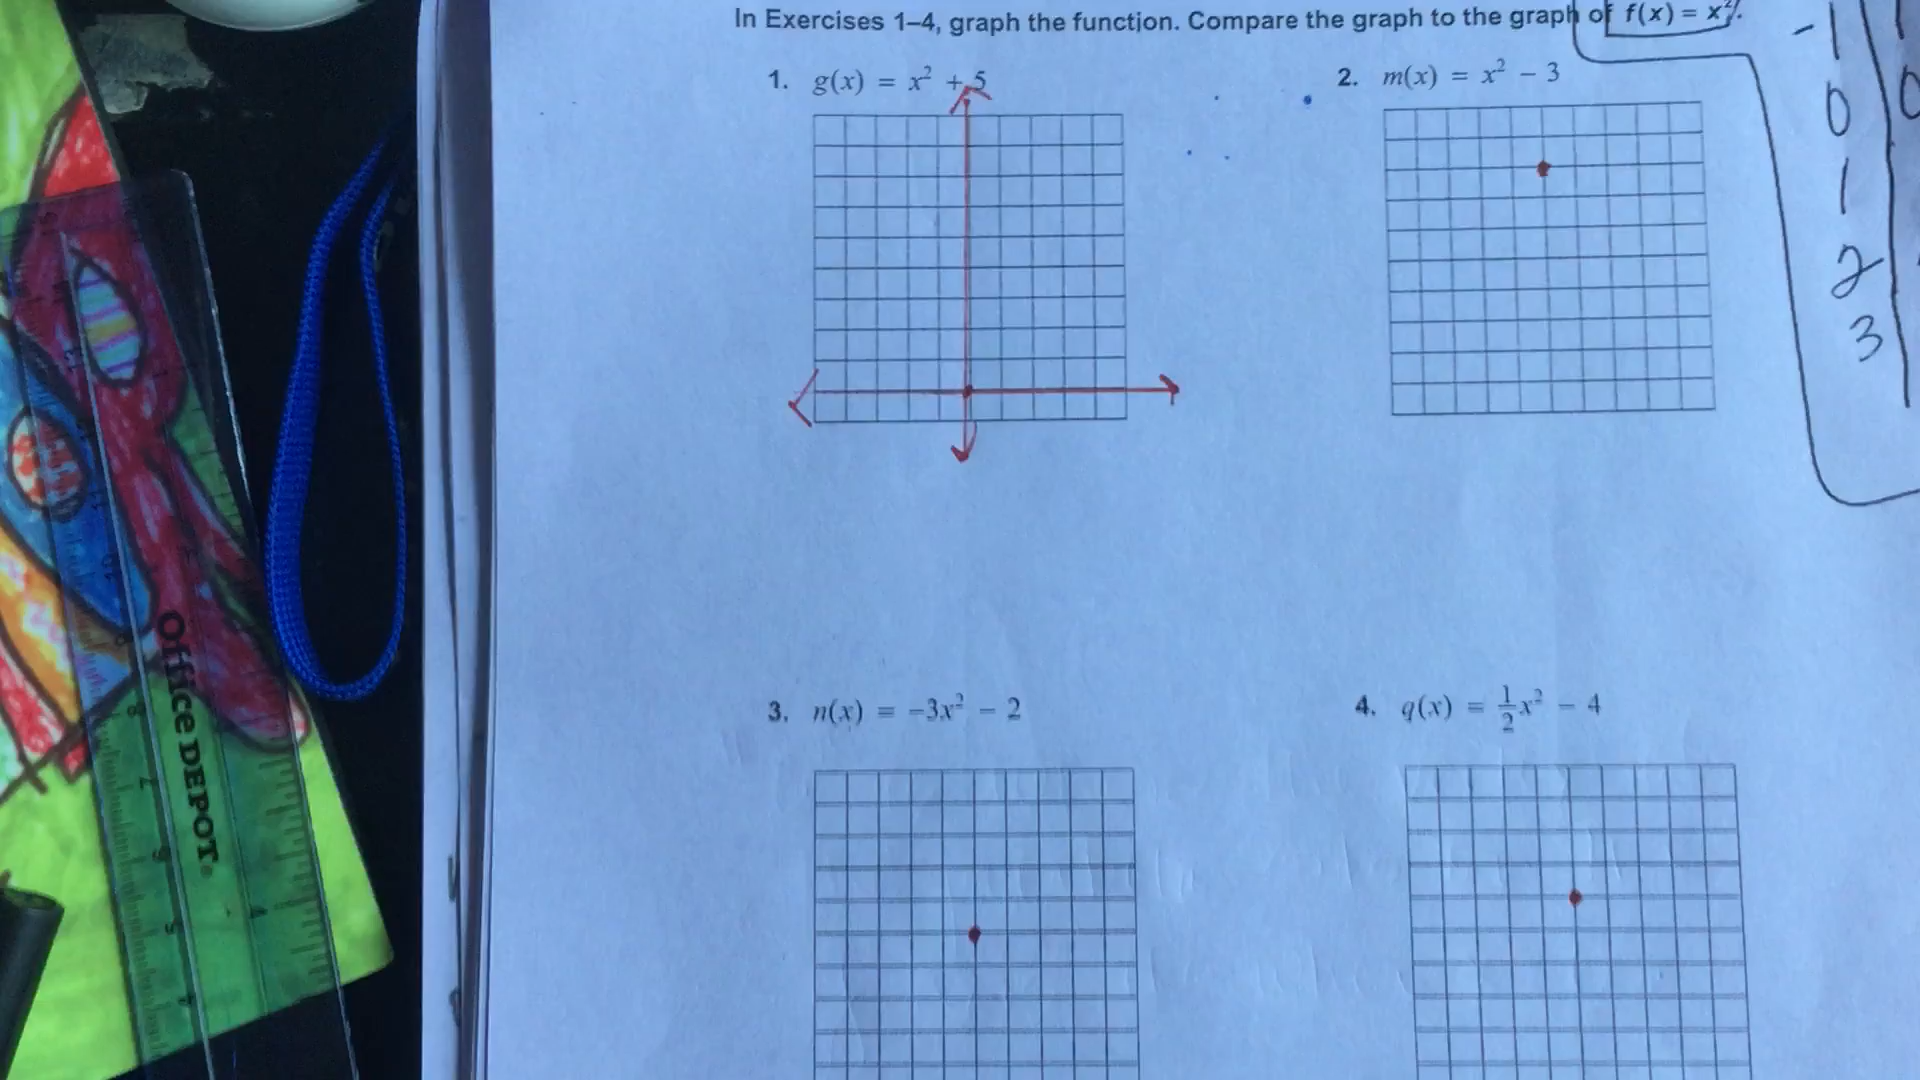 In Exercises 1–4, graph the function. Compare the graph to the graph of f(x) = x².
1. g(x) = x² + 5
2. m(x) = x² − 3
-1
0 0
1
2
3
3. n(x) = −3x² − 2
4. q(x) = ½x² − 4
Office DEPOT